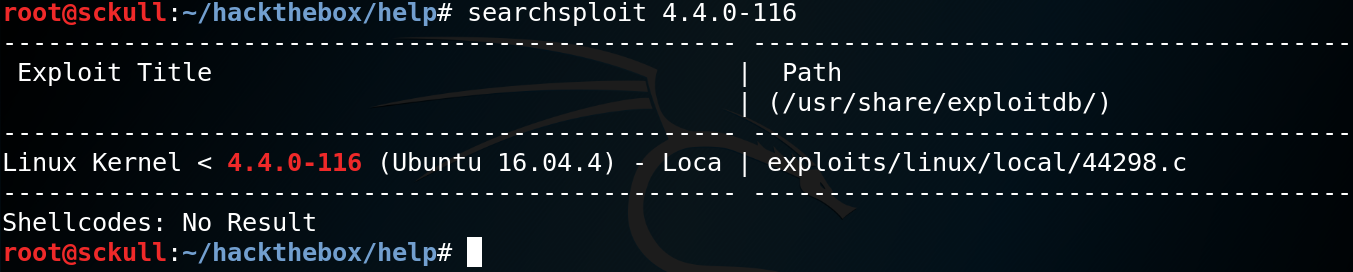 root@sckull:~/hackthebox/help# searchsploit 4.4.0-116
------------------------------------------------- ----------------------------------------
 Exploit Title                                   |  Path
                                                 | (/usr/share/exploitdb/)
------------------------------------------------- ----------------------------------------
Linux Kernel < 4.4.0-116 (Ubuntu 16.04.4) - Loca | exploits/linux/local/44298.c
------------------------------------------------- ----------------------------------------
Shellcodes: No Result
root@sckull:~/hackthebox/help#